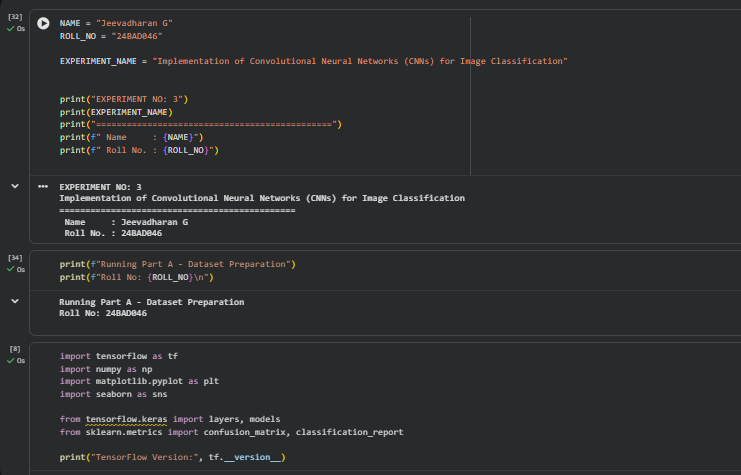 [32]
0s
NAME = "Jeevadharan G"
ROLL_NO = "24BAD046"
EXPERIMENT_NAME = "Implementation of Convolutional Neural Networks (CNNs) for Image Classification"
print("EXPERIMENT NO: 3")
print(EXPERIMENT_NAME)
print("=============================================")
print(f" Name     : {NAME}")
print(f" Roll No. : {ROLL_NO}")
EXPERIMENT NO: 3
Implementation of Convolutional Neural Networks (CNNs) for Image Classification
=============================================
Name     : Jeevadharan G
Roll No. : 24BAD046
[34]
0s
print(f"Running Part A - Dataset Preparation")
print(f"Roll No: {ROLL_NO}\n")
Running Part A - Dataset Preparation
Roll No: 24BAD046
[8]
0s
import tensorflow as tf
import numpy as np
import matplotlib.pyplot as plt
import seaborn as sns
from tensorflow.keras import layers, models
from sklearn.metrics import confusion_matrix, classification_report
print("TensorFlow Version:", tf.__version__)